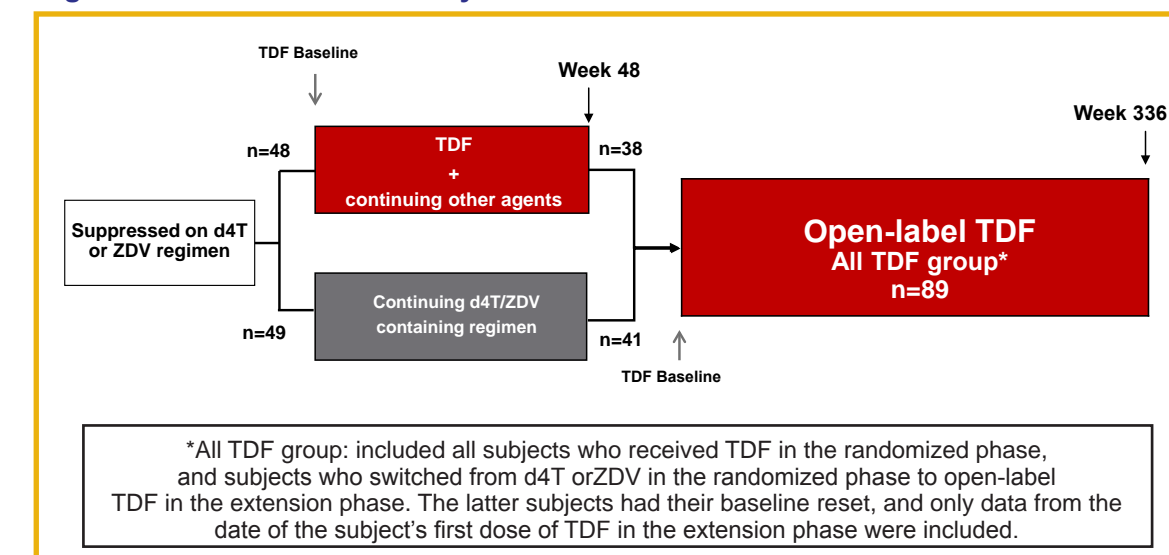 TDF Baseline
Week 48
Week 336
n=48
TDF
+
continuing other agents
n=38
Suppressed on d4T
or ZDV regimen
Open-label TDF
All TDF group*
n=89
n=49
Continuing d4T/ZDV
containing regimen
n=41
TDF Baseline
*All TDF group: included all subjects who received TDF in the randomized phase,
and subjects who switched from d4T orZDV in the randomized phase to open-label
TDF in the extension phase. The latter subjects had their baseline reset, and only data from the
date of the subject’s first dose of TDF in the extension phase were included.